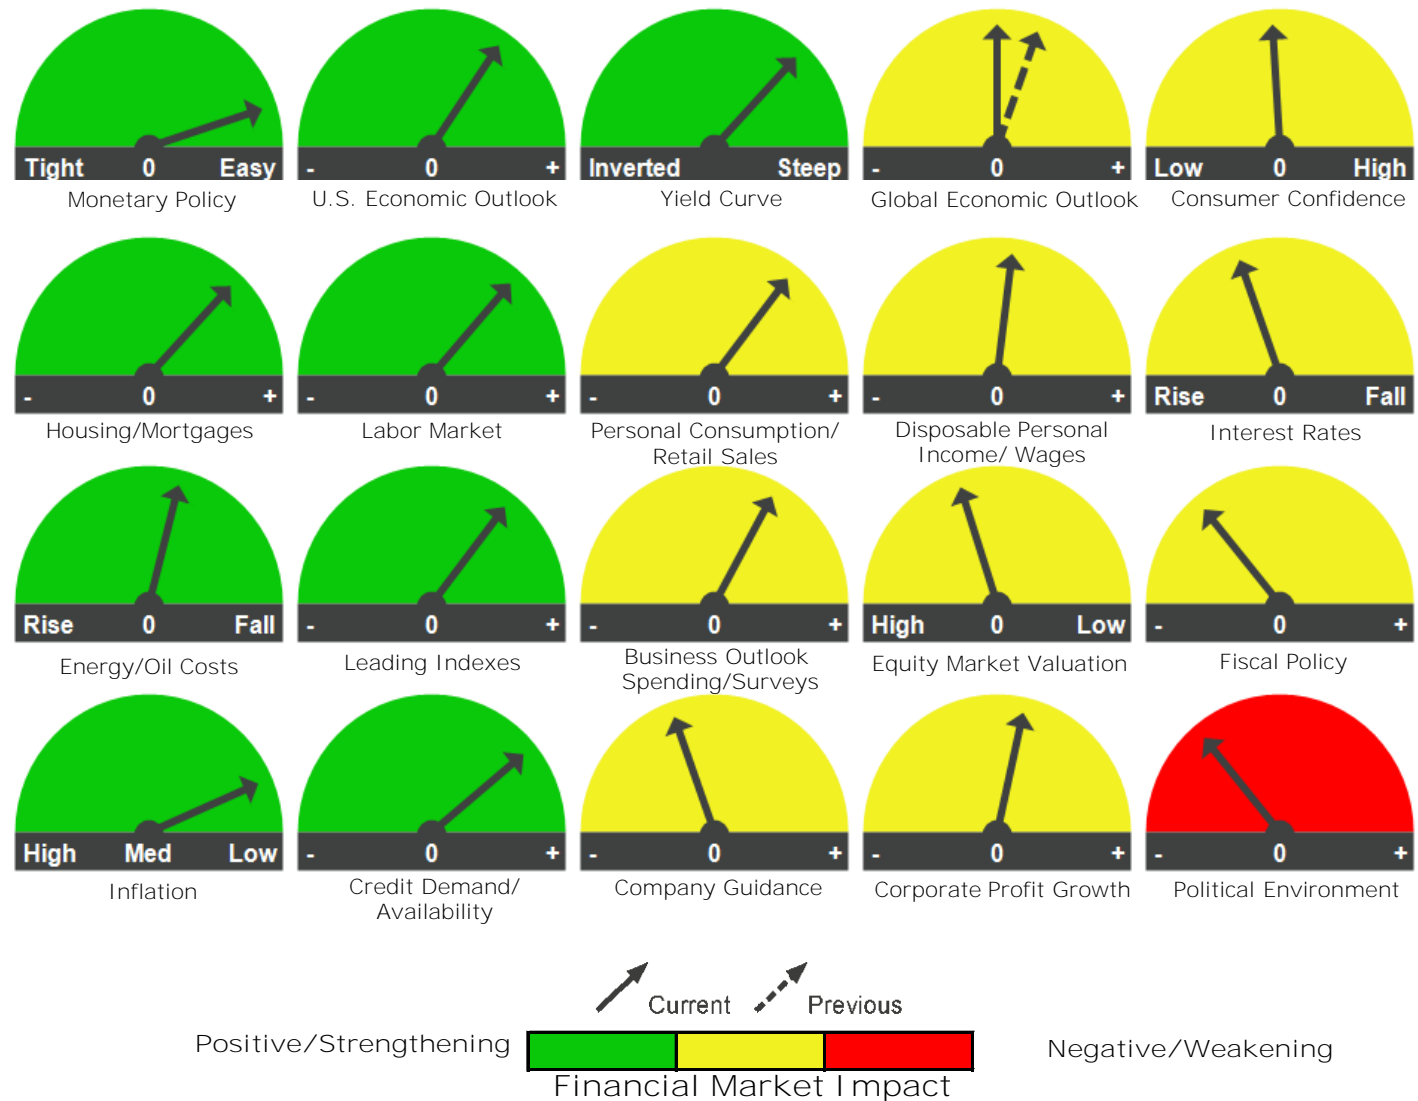 Tight 0 Easy
- 0 +
Inverted Steep
- 0 +
Low 0 High
Monetary Policy
U.S. Economic Outlook
Yield Curve
Global Economic Outlook
Consumer Confidence
- 0 +
- 0 +
- 0 +
- 0 +
Rise 0 Fall
Housing/Mortgages
Labor Market
Personal Consumption/
Retail Sales
Disposable Personal
Income/ Wages
Interest Rates
Rise 0 Fall
- 0 +
- 0 +
High 0 Low
- 0 +
Energy/Oil Costs
Leading Indexes
Business Outlook
Spending/Surveys
Equity Market Valuation
Fiscal Policy
High Med Low
- 0 +
- 0 +
- 0 +
- 0 +
Inflation
Credit Demand/
Availability
Company Guidance
Corporate Profit Growth
Political Environment
Current
Previous
Positive/Strengthening
Negative/Weakening
Financial Market Impact